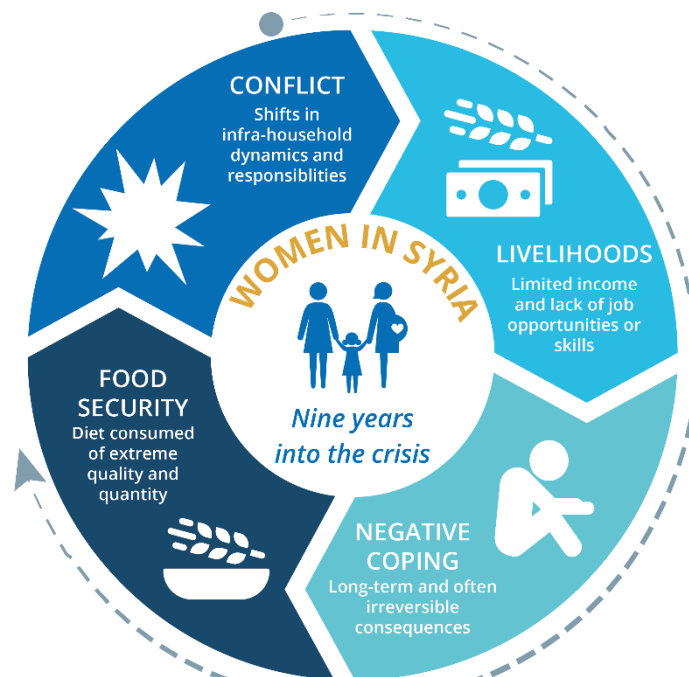 CONFLICT
Shifts in
infra-household
dynamics and
responsiblities
LIVELIHOODS
Limited income
and lack of job
opportunities or
skills
WOMEN IN SYRIA
Nine years
into the crisis
FOOD
SECURITY
Diet consumed
of extreme
quality and
quantity
NEGATIVE
COPING
Long-term and often
irreversible
consequences